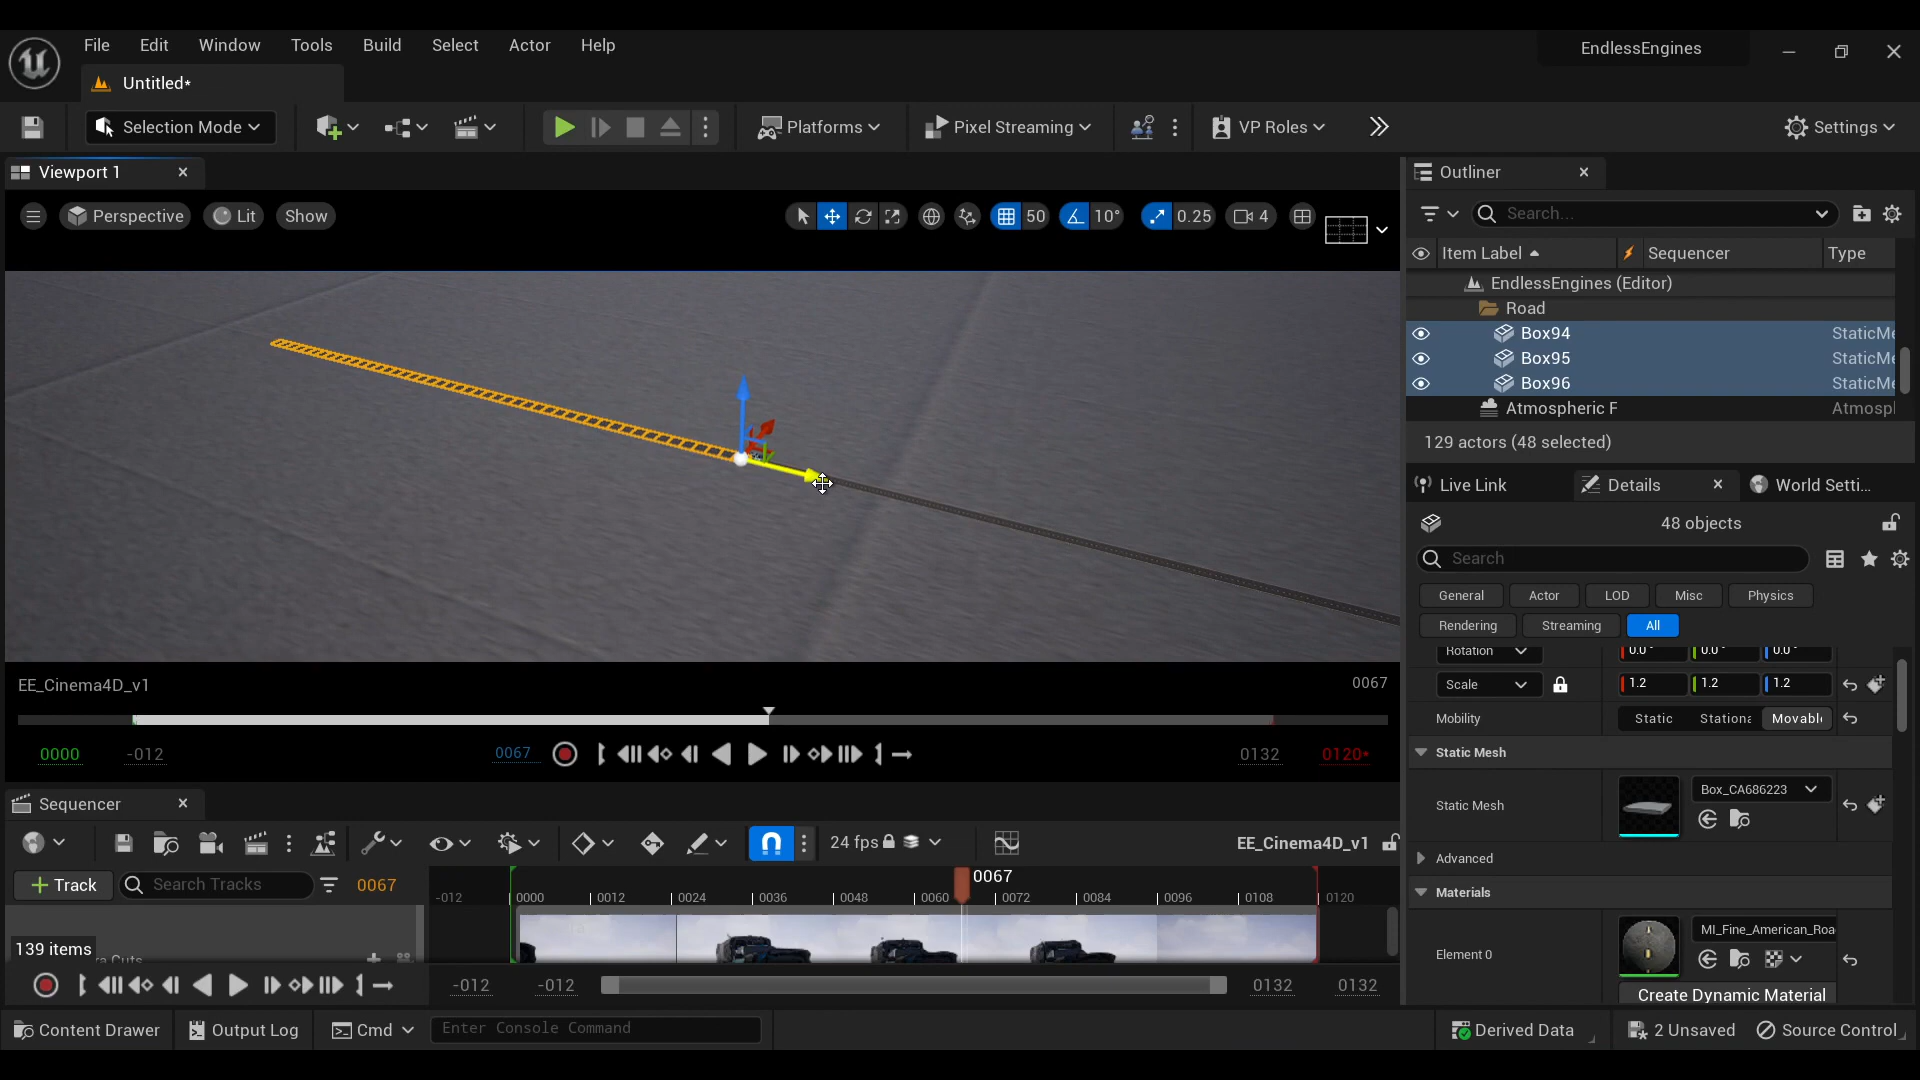 File Edit Window Tools Build Select Actor Help
EndlessEngines
Untitled*
Selection Mode
Platforms
Pixel Streaming
VP Roles
Settings
Viewport 1
Outliner
Perspective
Lit
Show
50
10°
0.25
4
Search...
Item Label
Sequencer
Type
EndlessEngines (Editor)
Road
Box94 StaticMe
Box95 StaticMe
Box96 StaticMe
Atmospheric F Atmospl
129 actors (48 selected)
Live Link
Details
World Setti...
48 objects
Search
General Actor LOD Misc Physics
Rendering Streaming All
Rotation 0.0° 0.0° 0.0°
Scale 1.2 1.2 1.2
Mobility Static Stationa Movabl
Static Mesh
Static Mesh Box_CA686223
Advanced
Materials
Element 0 MI_Fine_American_Roa
Create Dynamic Material
EE_Cinema4D_v1
0067
0000 -012 0067 0132 0120*
Sequencer
24 fps
EE_Cinema4D_v1
Track
Search Tracks
0067
0067
-012 0000 0012 0024 0036 0048 0060 0072 0084 0096 0108 0120
139 items
a Cuts
-012 -012 0132 0132
Content Drawer
Output Log
Cmd
Enter Console Command
Derived Data
2 Unsaved
Source Control